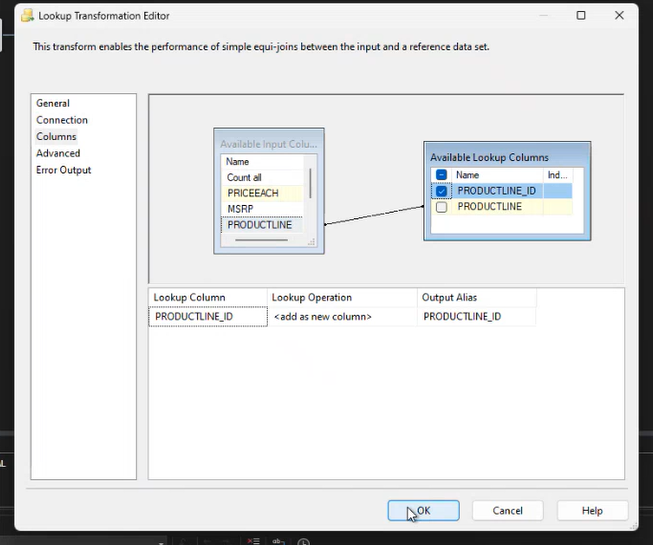 Lookup Transformation Editor
This transform enables the performance of simple equi-joins between the input and a reference data set.
General
Connection
Columns
Advanced
Error Output
Available Input Colu...
Name
Count all
PRICEEACH
MSRP
PRODUCTLINE
Available Lookup Columns
Name Ind...
PRODUCTLINE_ID
PRODUCTLINE
Lookup Column Lookup Operation Output Alias
PRODUCTLINE_ID <add as new column> PRODUCTLINE_ID
OK Cancel Help